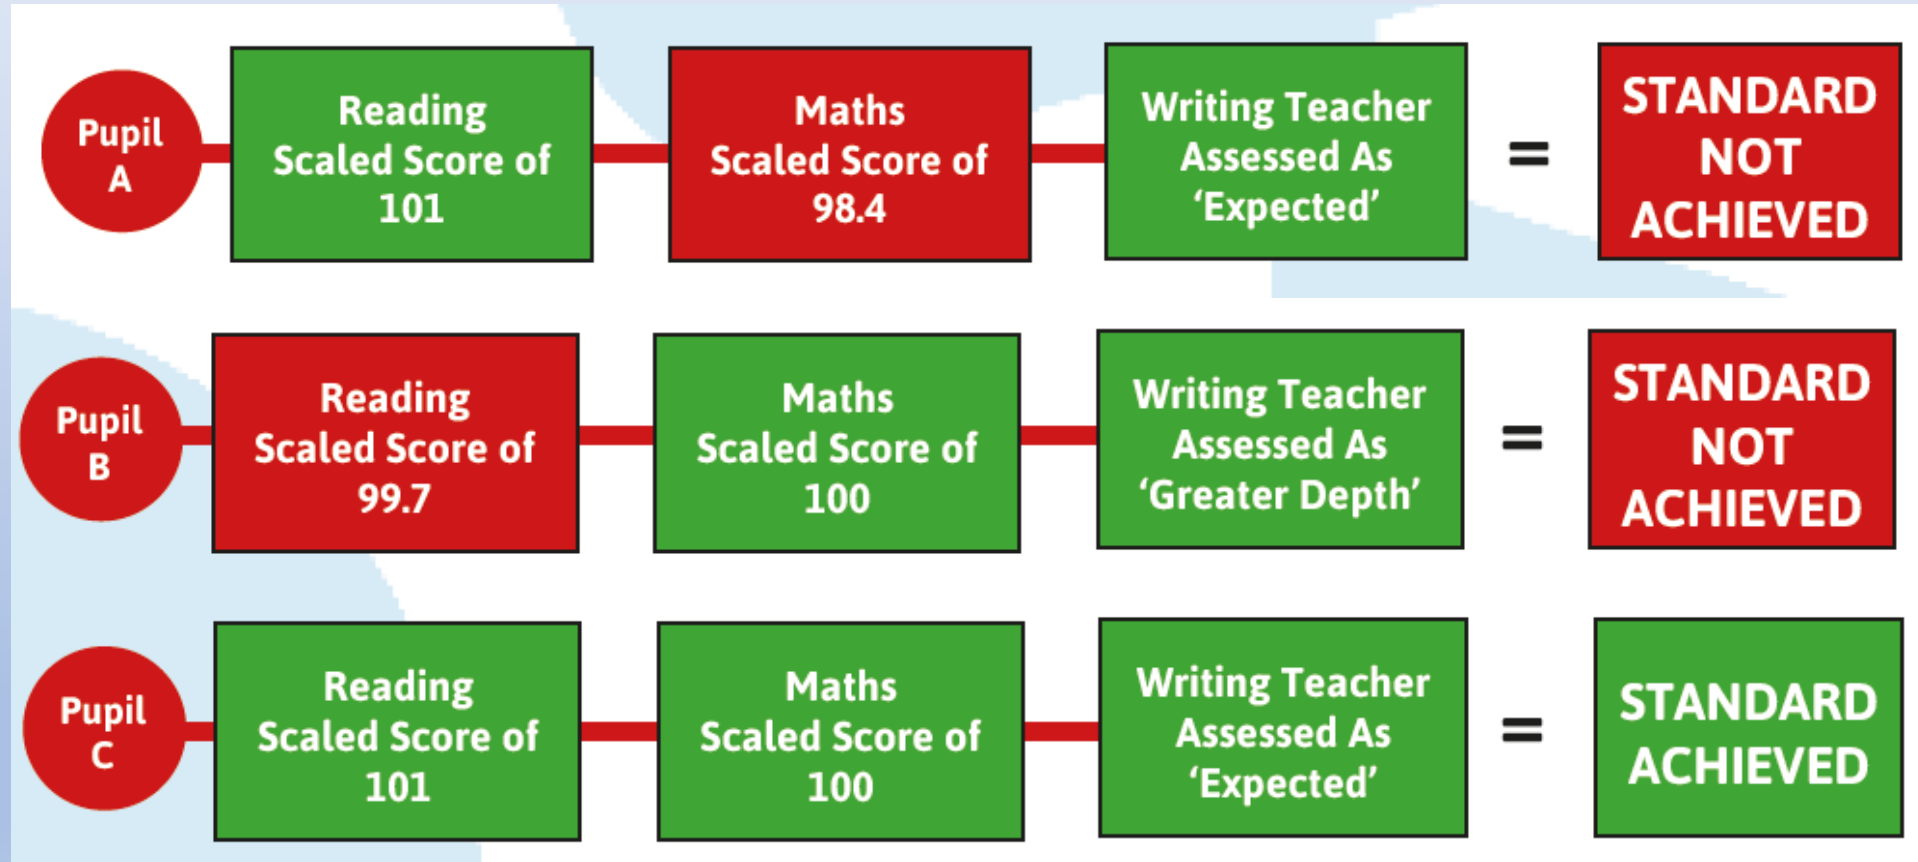 Pupil
A
Reading
Scaled Score of
101
Maths
Scaled Score of
98.4
Writing Teacher
Assessed As
‘Expected’
=
STANDARD
NOT
ACHIEVED
Pupil
B
Reading
Scaled Score of
99.7
Maths
Scaled Score of
100
Writing Teacher
Assessed As
‘Greater Depth’
=
STANDARD
NOT
ACHIEVED
Pupil
C
Reading
Scaled Score of
101
Maths
Scaled Score of
100
Writing Teacher
Assessed As
‘Expected’
=
STANDARD
ACHIEVED